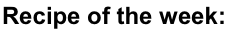 Recipe of the week: